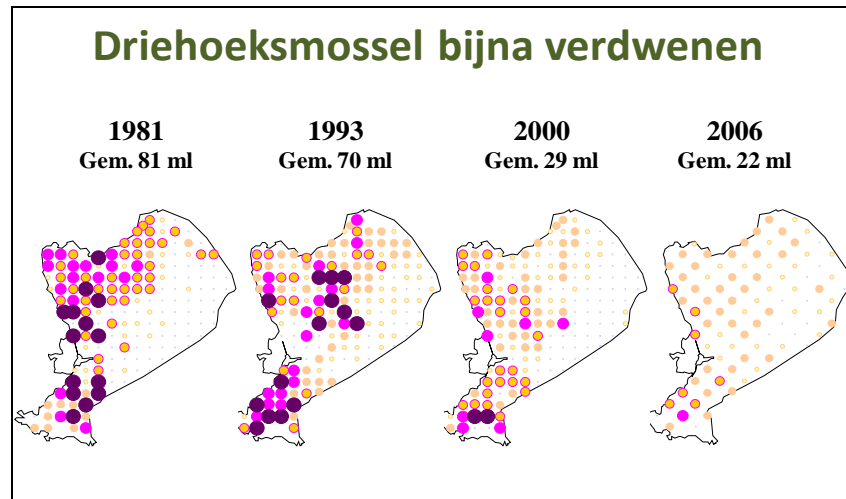 Driehoeksmossel bijna verdwenen
1981
Gem. 81 ml
1993
Gem. 70 ml
2000
Gem. 29 ml
2006
Gem. 22 ml